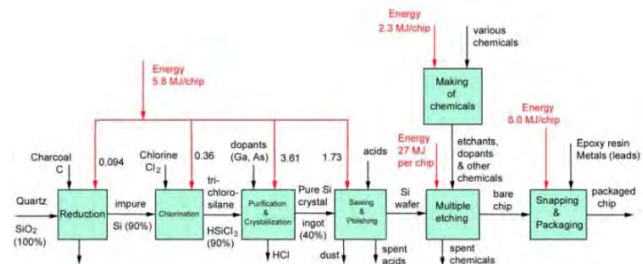 Energy
2.3 MJ/chip
various
chemicals
Energy
5.8 MJ/chip
Making
of
chemicals
Energy
6.0 MJ/chip
Charcoal
C
0.094
Chlorine
Cl2
0.36
dopants
(Ga, As)
3.61
1.73
acids
Energy
27 MJ
per chip
etchants,
dopants
& other
chemicals
Epoxy resin
Metals (leads)
Quartz
SiO2
(100%)
Reduction
impure
Si (90%)
Chlorination
tri-
chloro-
silane
HSiCl3
(90%)
Purification
&
Crystallization
Pure Si
crystal
ingot
(40%)
Sawing
&
Polishing
Si
wafer
Multiple
etching
bare
chip
Snapping
&
Packaging
packaged
chip
HCl
dust
spent
acids
spent
chemicals